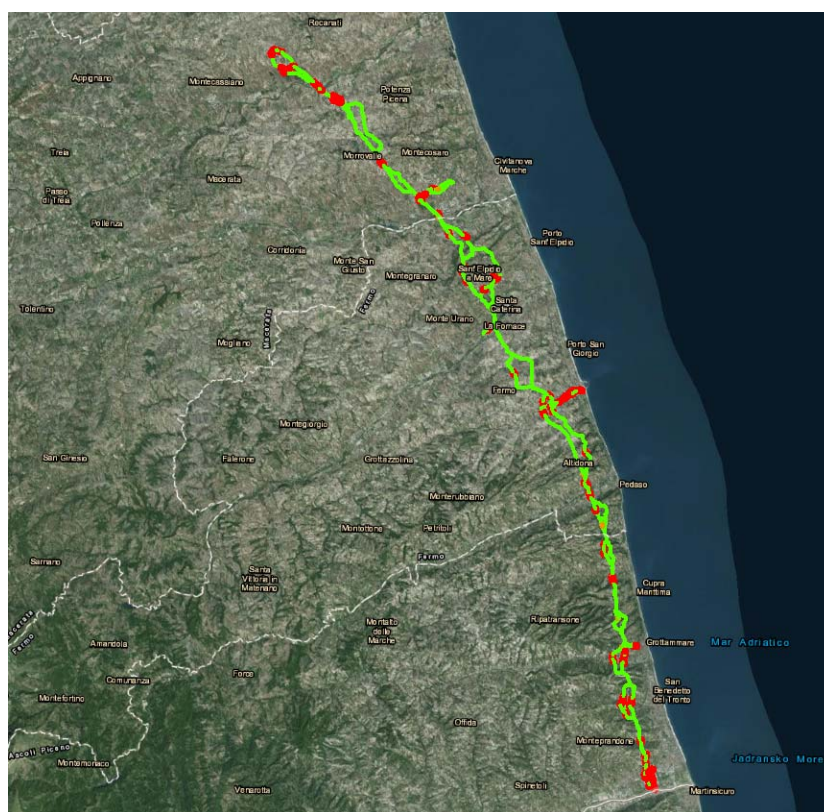 Recanati
Appignano
Montecassiano
Potenza
Picena
Treia
Morrovalle
Montecosaro
Civitanova
Marche
Passo
di Treia
Macerata
Pollenza
Porto
Sant'Elpidio
Corridonia
Monte San
Giusto
Montegranaro
Sant'Elpidio
a Mare
Fermo
Tolentino
Santa
Caterina
Monte Urano
La Fornace
Macerata
Mogliano
Porto San
Giorgio
Fermo
Montegiorgio
San Ginesio
Falerone
Grottazzolina
Altidona
Monterubbiano
Pedaso
Montottone
Petritoli
Fermo
Sarnano
Santa
Vittoria in
Matenano
Cupra
Marittima
Montalto
delle
Marche
Ripatransone
Macerata
Fermo
Amandola
Grottammare
Mar Adriatico
Comunanza
Force
Montefortino
San
Benedetto
del Tronto
Offida
Ascoli Piceno
Monteprandone
Montemonaco
Jadransko More
Venarotta
Spinetoli
Martinsicuro